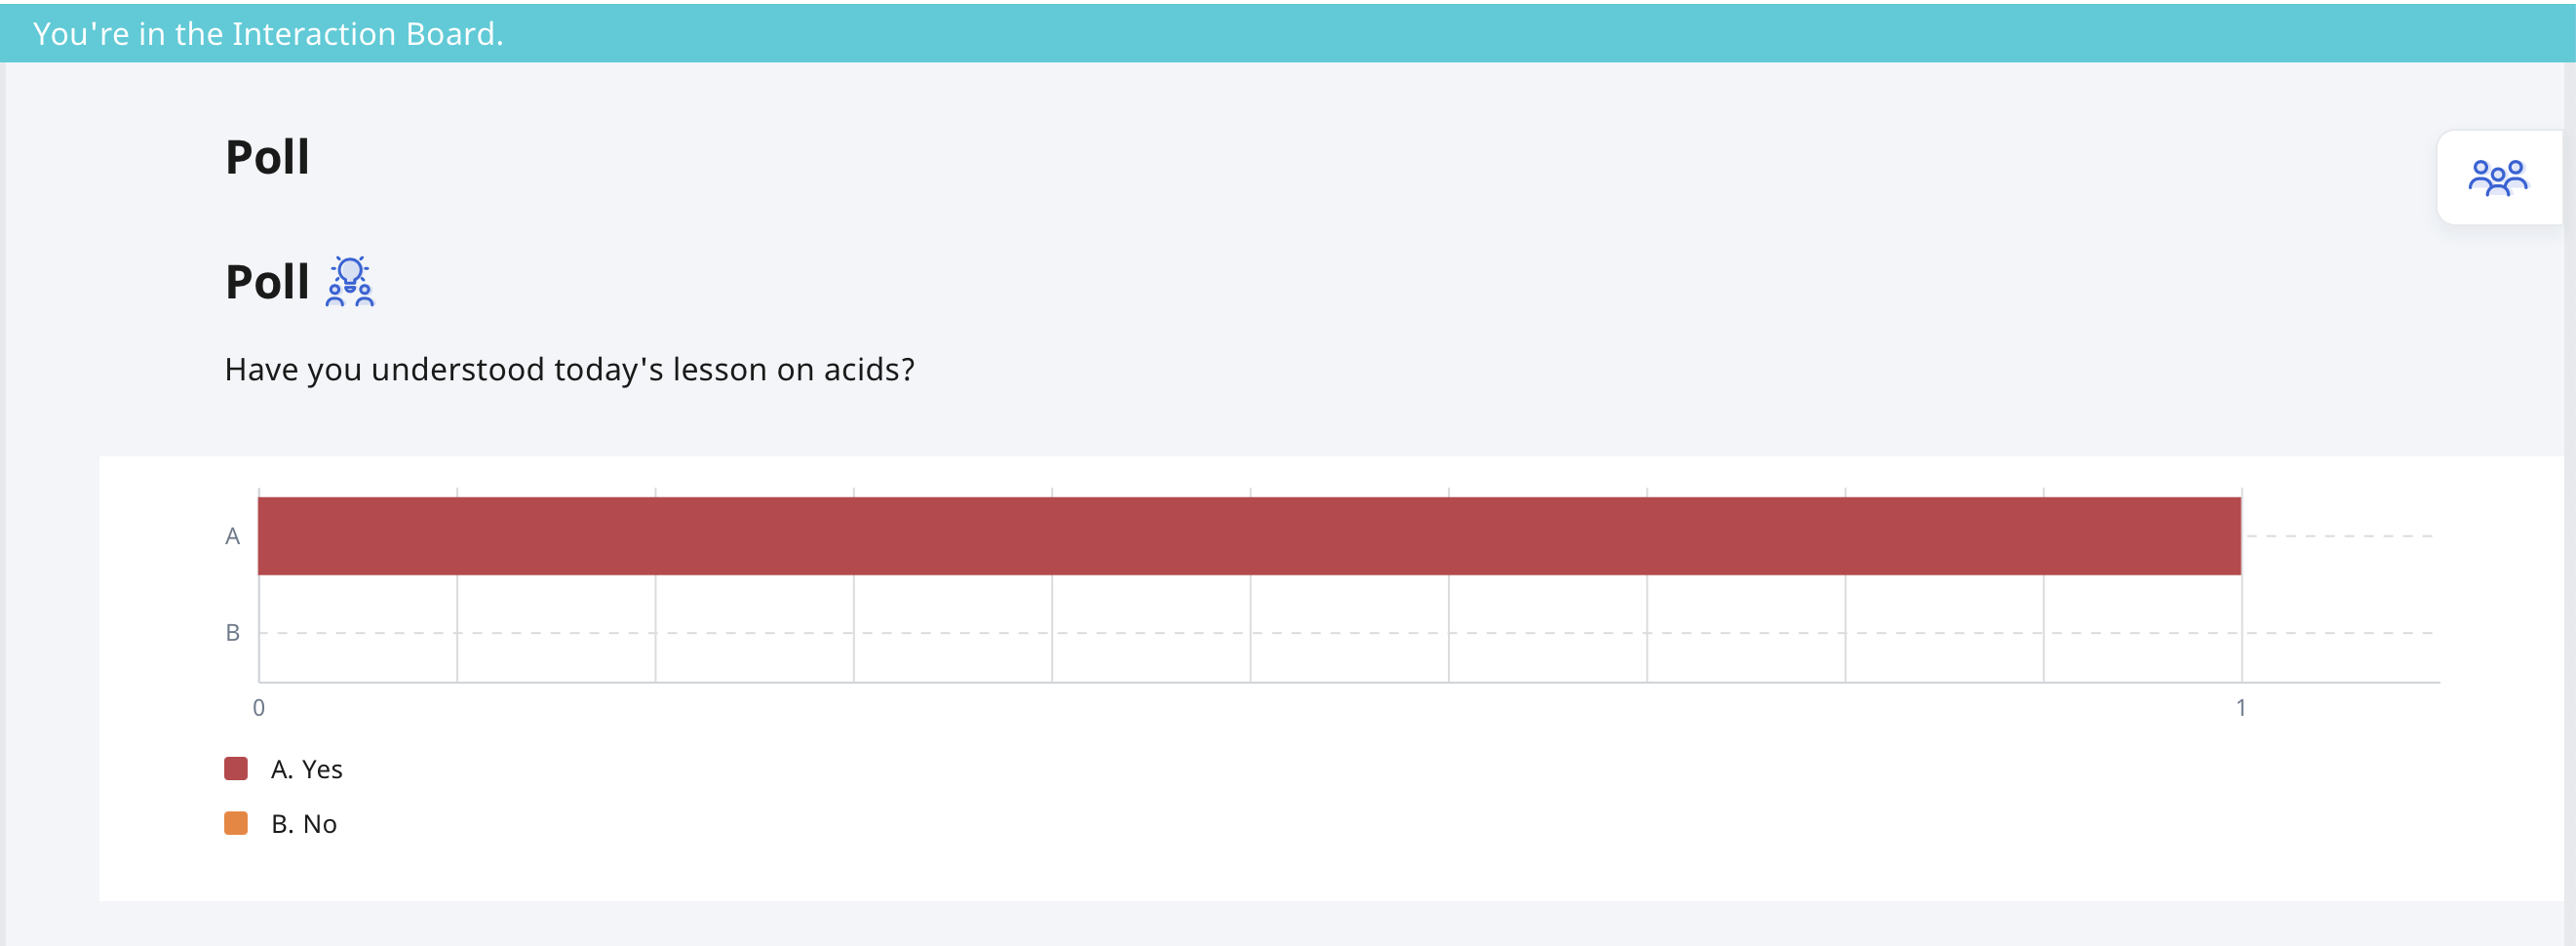 You're in the Interaction Board.
Poll
Poll
Have you understood today's lesson on acids?
A
B
0 1
A. Yes
B. No